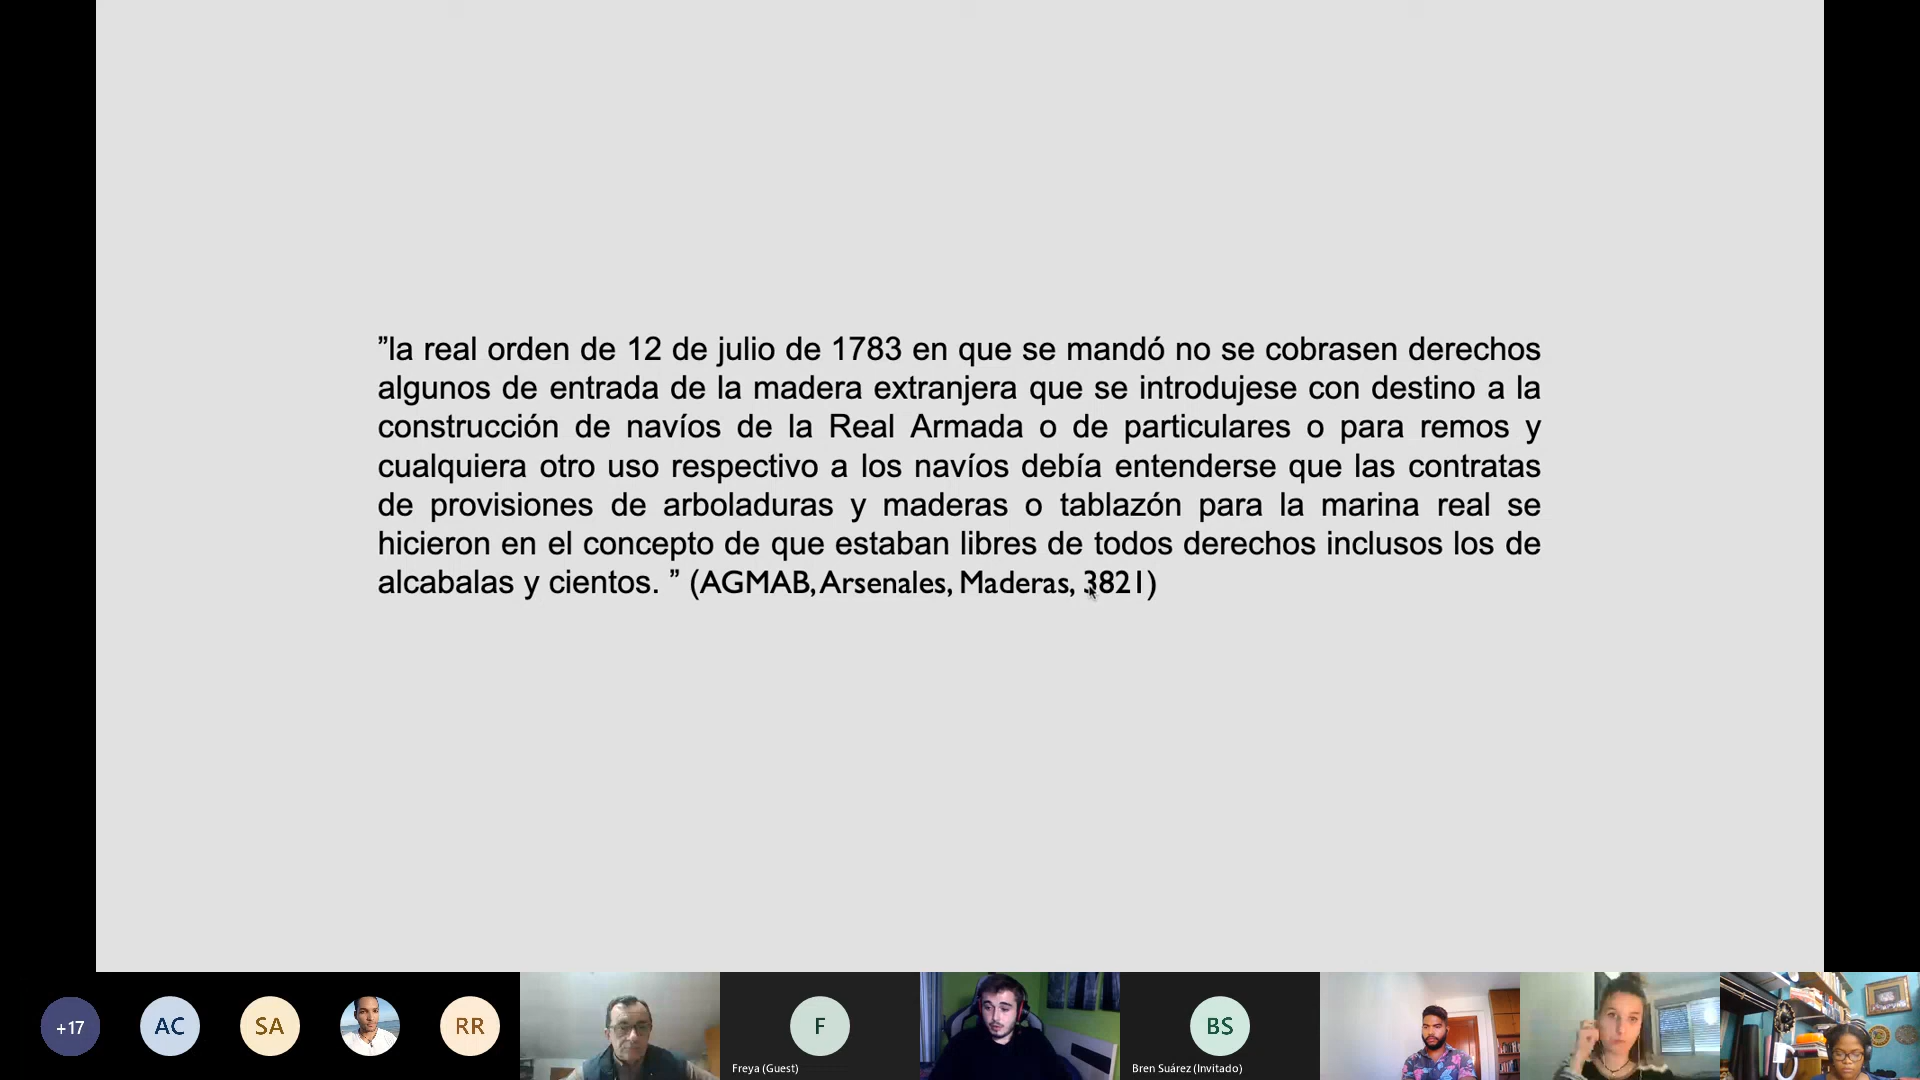 ”la real orden de 12 de julio de 1783 en que se mandó no se cobrasen derechos
algunos de entrada de la madera extranjera que se introdujese con destino a la
construcción de navíos de la Real Armada o de particulares o para remos y
cualquiera otro uso respectivo a los navíos debía entenderse que las contratas
de provisiones de arboladuras y maderas o tablazón para la marina real se
hicieron en el concepto de que estaban libres de todos derechos inclusos los de
alcabalas y cientos. ” (AGMAB, Arsenales, Maderas, 3821)
+17
AC
SA
RR
F
Freya (Guest)
BS
Bren Suárez (Invitado)